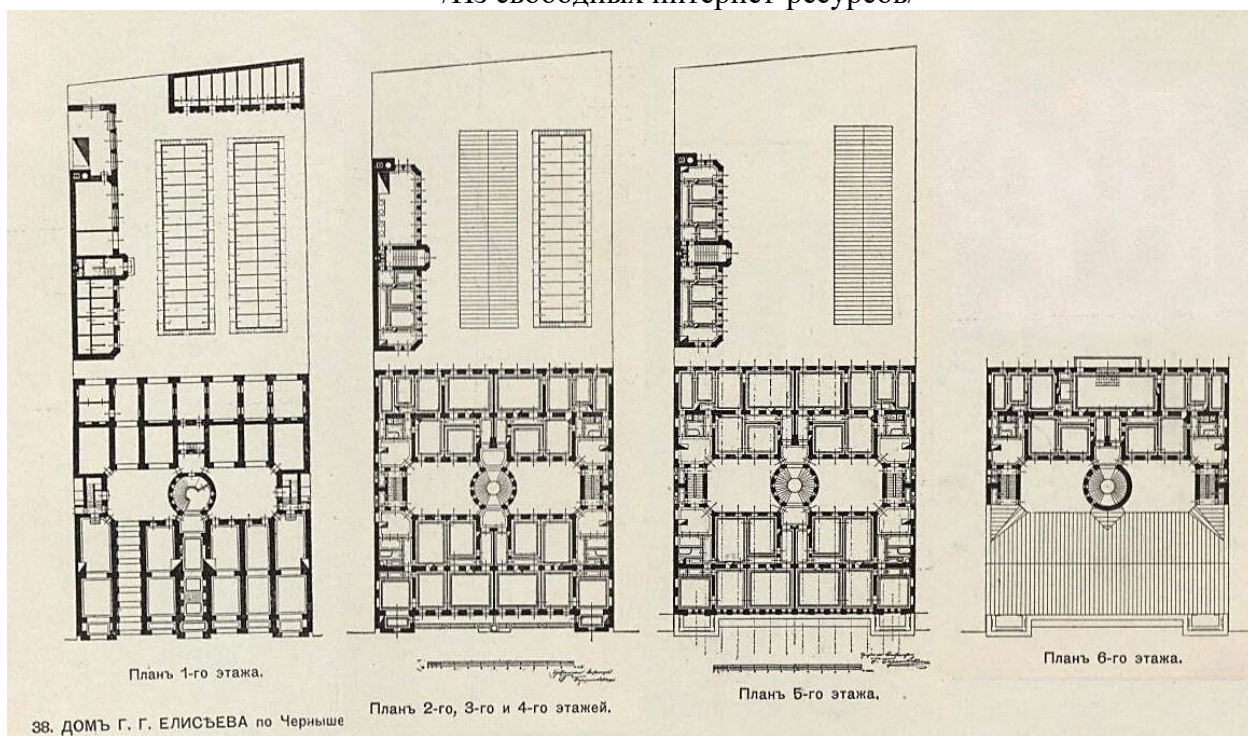 /Из свободных интернет-ресурсов/
Планъ 1-го этажа.
Планъ 2-го, 3-го и 4-го этажей.
Планъ 5-го этажа.
Планъ 6-го этажа.
38. ДОМЪ Г. Г. ЕЛИСѢЕВА по Черныше